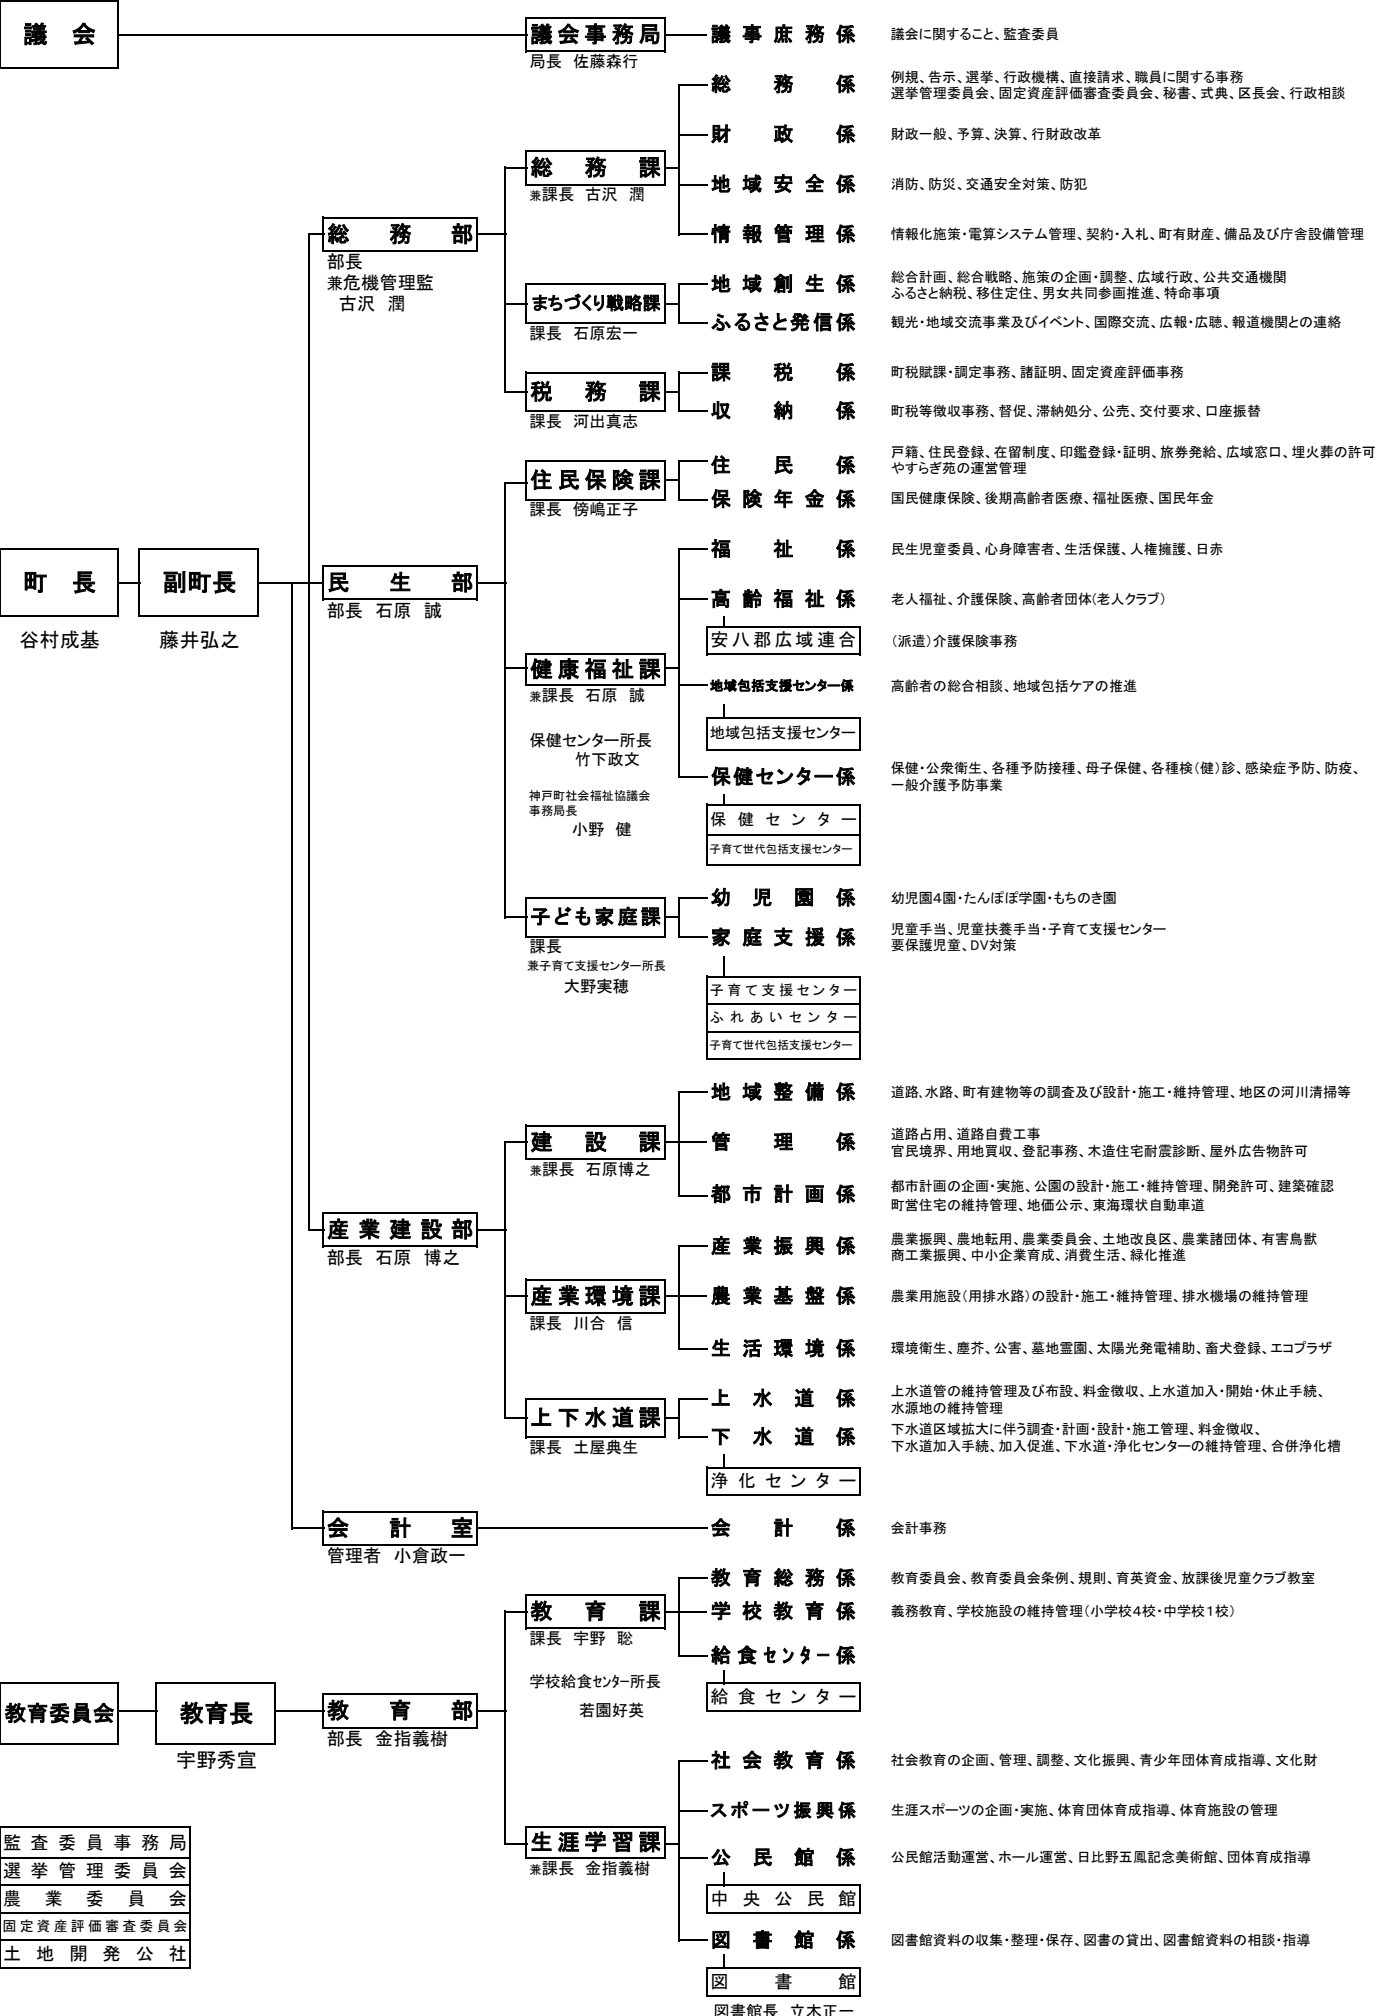 議会
議会事務局
局長 佐藤森行
議事庶務係
議会に関すること、監査委員
町長
谷村成基
副町長
藤井弘之
総務部
部長
兼危機管理監
古沢 潤
総務課
兼課長 古沢 潤
総務係
例規、告示、選挙、行政機構、直接請求、職員に関する事務
選挙管理委員会、固定資産評価審査委員会、秘書、式典、区長会、行政相談
財政係
財政一般、予算、決算、行財政改革
地域安全係
消防、防災、交通安全対策、防犯
情報管理係
情報化施策・電算システム管理、契約・入札、町有財産、備品及び庁舎設備管理
まちづくり戦略課
課長 石原宏一
地域創生係
総合計画、総合戦略、施策の企画・調整、広域行政、公共交通機関
ふるさと納税、移住定住、男女共同参画推進、特命事項
ふるさと発信係
観光・地域交流事業及びイベント、国際交流、広報・広聴、報道機関との連絡
税務課
課長 河出真志
課税係
町税賦課・調定事務、諸証明、固定資産評価事務
収納係
町税等徴収事務、督促、滞納処分、公売、交付要求、口座振替
民生部
部長 石原 誠
住民保険課
課長 傍嶋正子
住民係
戸籍、住民登録、在留制度、印鑑登録・証明、旅券発給、広域窓口、埋火葬の許可
やすらぎ苑の運営管理
保険年金係
国民健康保険、後期高齢者医療、福祉医療、国民年金
健康福祉課
兼課長 石原 誠
保健センター所長
竹下政文
神戸町社会福祉協議会
事務局長
小野 健
福祉係
民生児童委員、心身障害者、生活保護、人権擁護、日赤
高齢福祉係
老人福祉、介護保険、高齢者団体(老人クラブ)
安八郡広域連合
(派遣)介護保険事務
地域包括支援センター係
高齢者の総合相談、地域包括ケアの推進
地域包括支援センター
保健センター係
保健・公衆衛生、各種予防接種、母子保健、各種検(健)診、感染症予防、防疫、
一般介護予防事業
保健センター
子育て世代包括支援センター
子ども家庭課
課長
兼子育て支援センター所長
大野実穂
幼児園係
幼児園4園・たんぽぽ学園・もちのき園
家庭支援係
児童手当、児童扶養手当・子育て支援センター
要保護児童、DV対策
子育て支援センター
ふれあいセンター
子育て世代包括支援センター
産業建設部
部長 石原 博之
建設課
兼課長 石原博之
地域整備係
道路、水路、町有建物等の調査及び設計・施工・維持管理、地区の河川清掃等
管理係
道路占用、道路自費工事
官民境界、用地買収、登記事務、木造住宅耐震診断、屋外広告物許可
都市計画係
都市計画の企画・実施、公園の設計・施工・維持管理、開発許可、建築確認
町営住宅の維持管理、地価公示、東海環状自動車道
産業環境課
課長 川合 信
産業振興係
農業振興、農地転用、農業委員会、土地改良区、農業諸団体、有害鳥獣
商工業振興、中小企業育成、消費生活、緑化推進
農業基盤係
農業用施設(用排水路)の設計・施工・維持管理、排水機場の維持管理
生活環境係
環境衛生、塵芥、公害、墓地霊園、太陽光発電補助、畜犬登録、エコプラザ
上下水道課
課長 土屋典生
上水道係
上水道管の維持管理及び布設、料金徴収、上水道加入・開始・休止手続、
水源地の維持管理
下水道係
下水道区域拡大に伴う調査・計画・設計・施工管理、料金徴収、
下水道加入手続、加入促進、下水道・浄化センターの維持管理、合併浄化槽
浄化センター
会計室
管理者 小倉政一
会計係
会計事務
教育委員会
教育長
宇野秀宣
教育部
部長 金指義樹
教育課
課長 宇野 聡
学校給食センター所長
若園好英
教育総務係
教育委員会、教育委員会条例、規則、育英資金、放課後児童クラブ教室
学校教育係
義務教育、学校施設の維持管理(小学校4校・中学校1校)
給食センター係
給食センター
生涯学習課
兼課長 金指義樹
社会教育係
社会教育の企画、管理、調整、文化振興、青少年団体育成指導、文化財
スポーツ振興係
生涯スポーツの企画・実施、体育団体育成指導、体育施設の管理
公民館係
公民館活動運営、ホール運営、日比野五鳳記念美術館、団体育成指導
中央公民館
図書館係
図書館資料の収集・整理・保存、図書の貸出、図書館資料の相談・指導
図書館
図書館長 立木正一
監査委員事務局
選挙管理委員会
農業委員会
固定資産評価審査委員会
土地開発公社